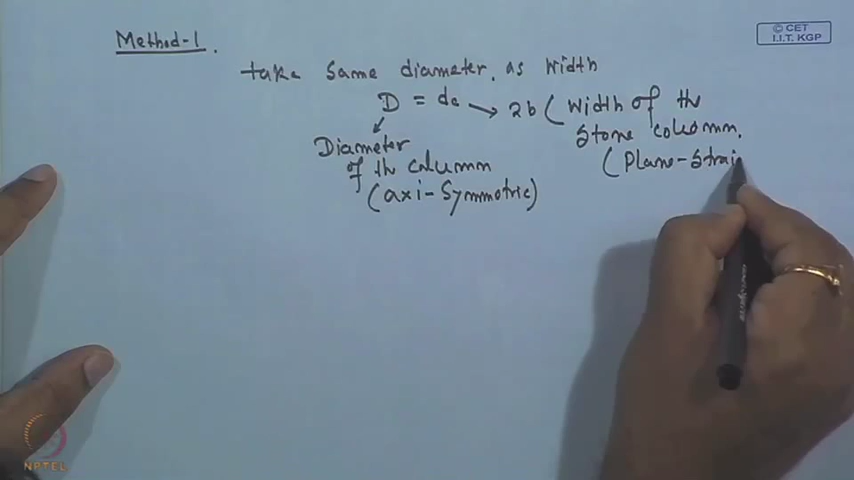 Method-1.
© CET
I.I.T. KGP
take same diameter. as width
D = dc → 2b (Width of the
Stone column.
(Plane-Strai
Diameter
of the column
(axi-Symmetric)
NPTEL